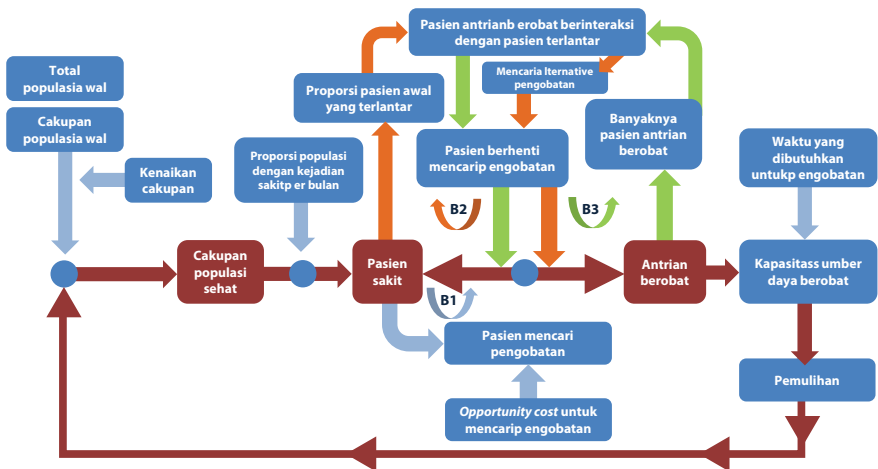 Pasien antrianb erobat berinteraksi
dengan pasien terlantar
Total
populasia wal
Mencaria lternative
pengobatan
Proporsi pasien awal
yang terlantar
Cakupan
populasia wal
Banyaknya
pasien antrian
berobat
Waktu yang
dibutuhkan
untukp engobatan
Pasien berhenti
mencarip engobatan
Kenaikan
cakupan
Proporsi populasi
dengan kejadian
sakitp er bulan
B2
B3
Cakupan
populasi
sehat
Pasien
sakit
Antrian
berobat
Kapasitass umber
daya berobat
B1
Pasien mencari
pengobatan
Pemulihan
Opportunity cost untuk
mencarip engobatan